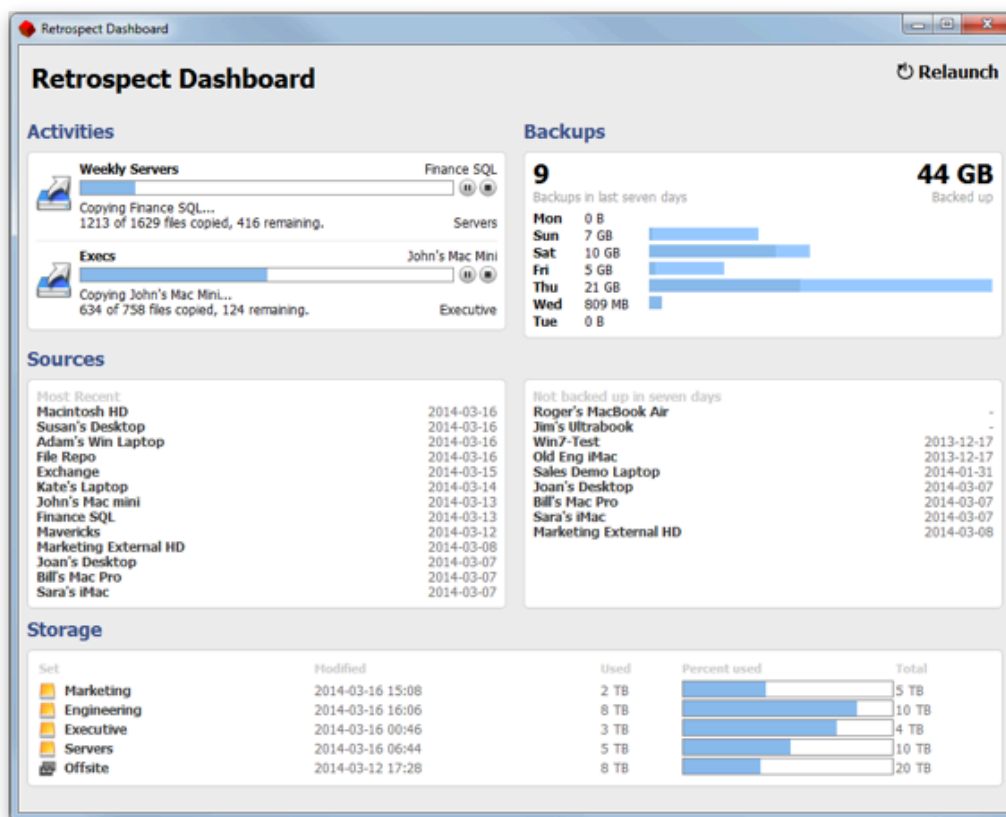 Retrospect Dashboard
Retrospect Dashboard
Relaunch
Activities
Weekly Servers Finance SQL
Copying Finance SQL...
1213 of 1629 files copied, 416 remaining. Servers
Execs John's Mac Mini
Copying John's Mac Mini...
634 of 758 files copied, 124 remaining. Executive
Backups
9 44 GB
Backups in last seven days Backed up
Mon 0 B
Sun 7 GB
Sat 10 GB
Fri 5 GB
Thu 21 GB
Wed 809 MB
Tue 0 B
Sources
Most Recent
Macintosh HD 2014-03-16
Susan's Desktop 2014-03-16
Adam's Win Laptop 2014-03-16
File Repo 2014-03-16
Exchange 2014-03-15
Kate's Laptop 2014-03-14
John's Mac mini 2014-03-13
Finance SQL 2014-03-13
Mavericks 2014-03-12
Marketing External HD 2014-03-08
Joan's Desktop 2014-03-07
Bill's Mac Pro 2014-03-07
Sara's iMac 2014-03-07
Not backed up in seven days
Roger's MacBook Air -
Jim's Ultrabook -
Win7-Test 2013-12-17
Old Eng iMac 2013-12-17
Sales Demo Laptop 2014-01-31
Joan's Desktop 2014-03-07
Bill's Mac Pro 2014-03-07
Sara's iMac 2014-03-07
Marketing External HD 2014-03-08
Storage
Set Modified Used Percent used Total
Marketing 2014-03-16 15:08 2 TB 5 TB
Engineering 2014-03-16 16:06 8 TB 10 TB
Executive 2014-03-16 00:46 3 TB 4 TB
Servers 2014-03-16 06:44 5 TB 10 TB
Offsite 2014-03-12 17:28 8 TB 20 TB